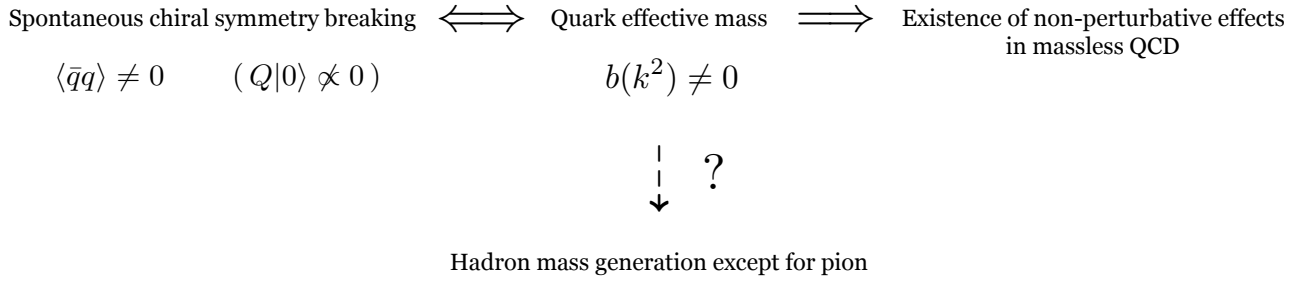 Spontaneous chiral symmetry breaking ⟺ Quark effective mass ⟹ Existence of non-perturbative effects
in massless QCD
⟨q̄q⟩ ≠ 0 ( Q|0⟩ ∝̸ 0 ) b(k²) ≠ 0
?
Hadron mass generation except for pion